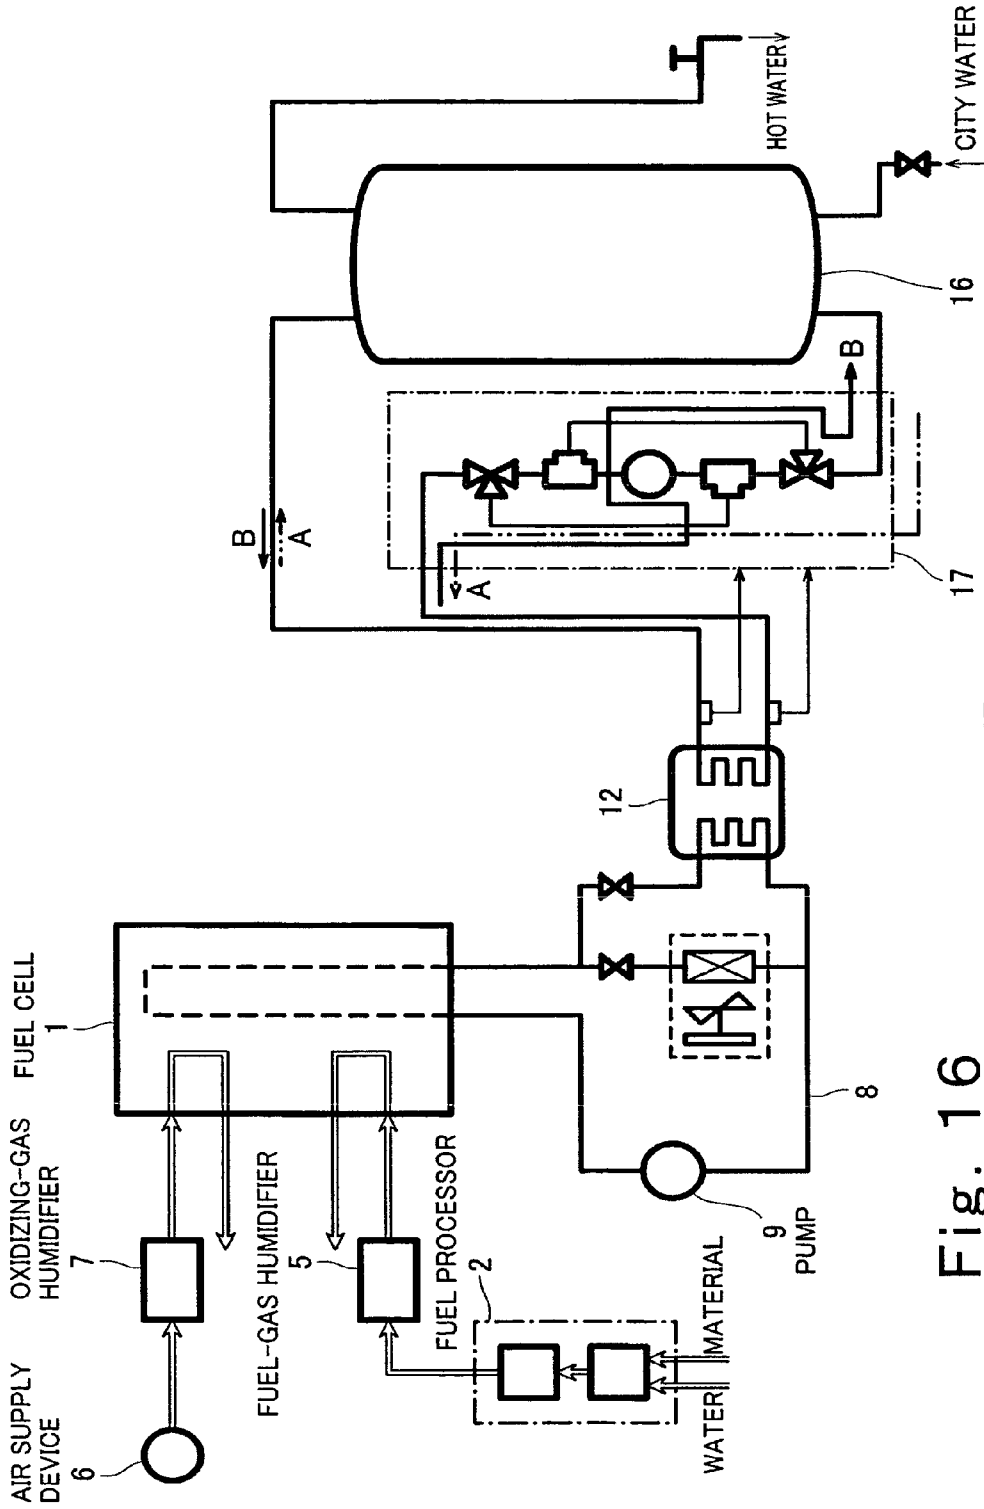 AIR SUPPLY
DEVICE
6
OXIDIZING-GAS
HUMIDIFIER
7
FUEL CELL
1
FUEL-GAS HUMIDIFIER
5
FUEL PROCESSOR
2
WATER
MATERIAL
9
PUMP
8
12
B
A
A
B
17
16
HOT WATER
CITY WATER
Fig. 16